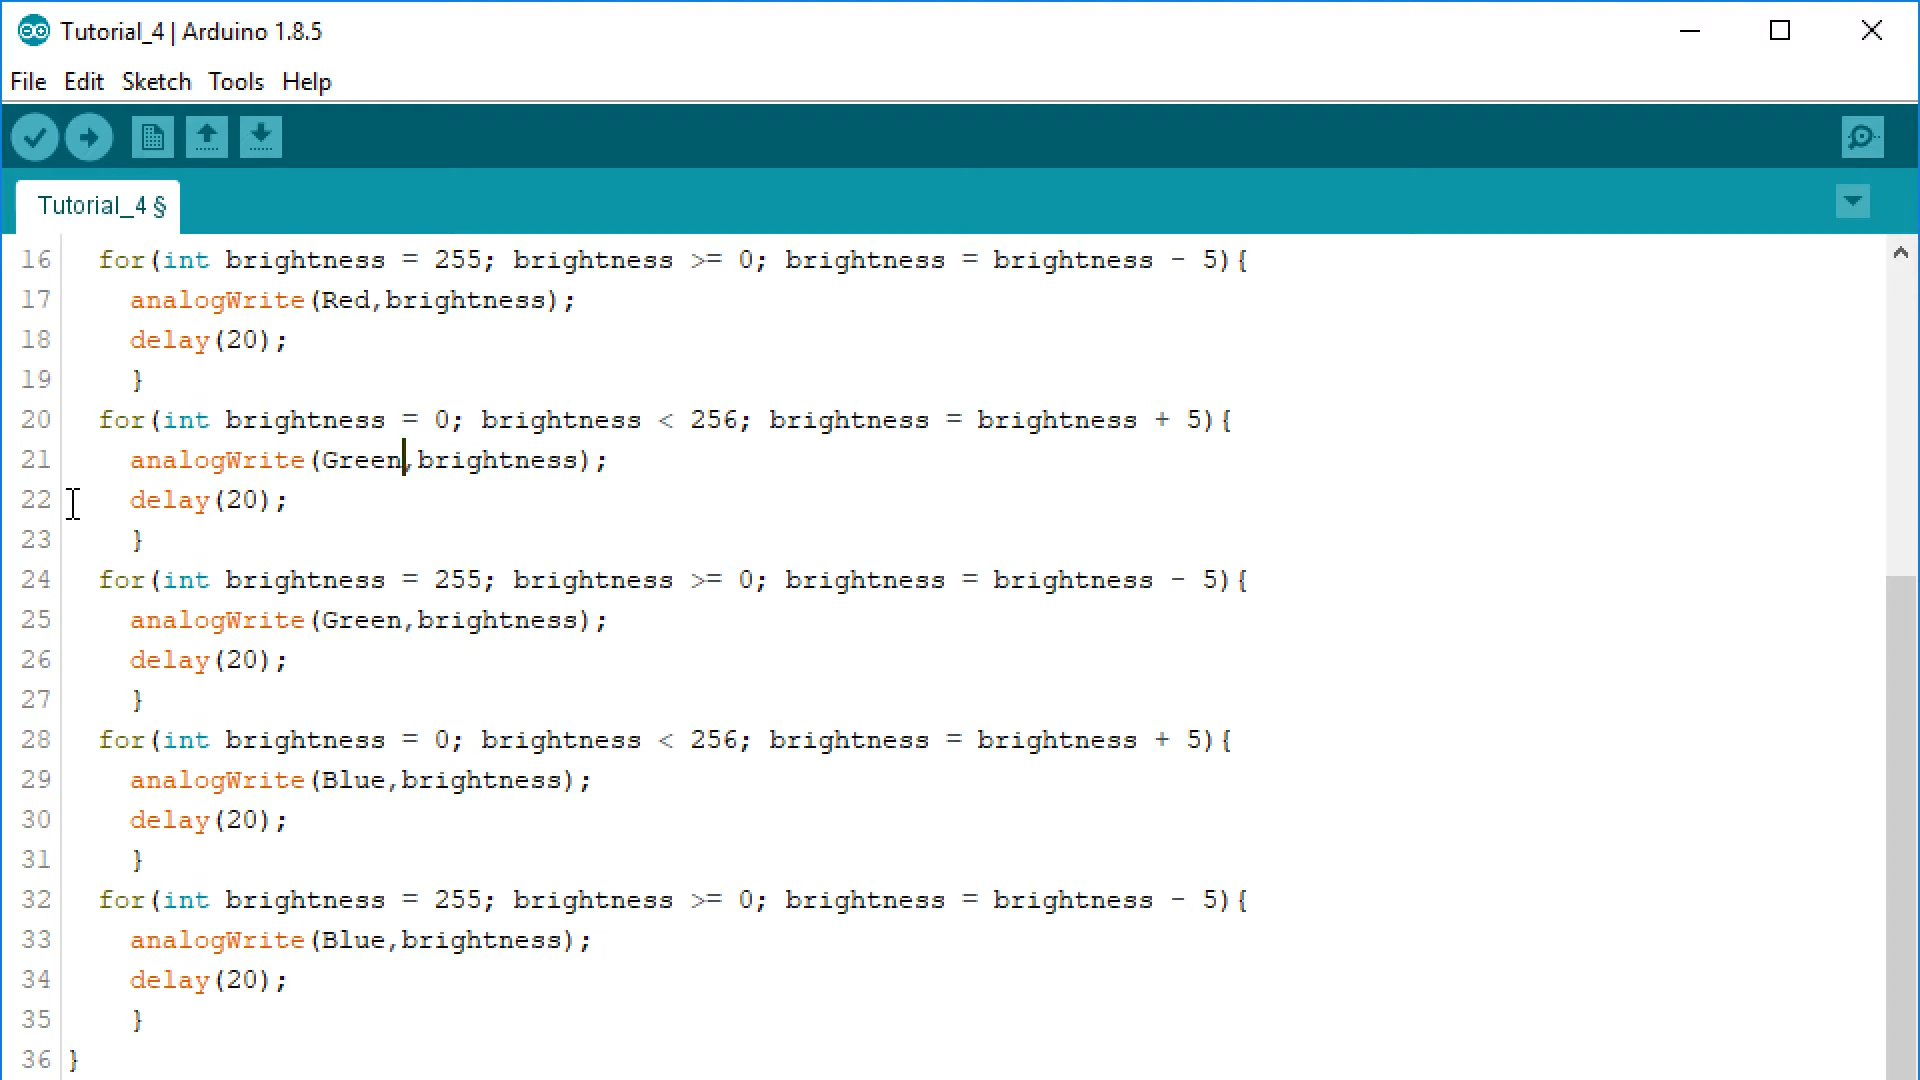 Tutorial_4 | Arduino 1.8.5
File Edit Sketch Tools Help
Tutorial_4 §
16 for(int brightness = 255; brightness >= 0; brightness = brightness - 5){
17 analogWrite(Red,brightness);
18 delay(20);
19 }
20 for(int brightness = 0; brightness < 256; brightness = brightness + 5){
21 analogWrite(Green,brightness);
22 delay(20);
23 }
24 for(int brightness = 255; brightness >= 0; brightness = brightness - 5){
25 analogWrite(Green,brightness);
26 delay(20);
27 }
28 for(int brightness = 0; brightness < 256; brightness = brightness + 5){
29 analogWrite(Blue,brightness);
30 delay(20);
31 }
32 for(int brightness = 255; brightness >= 0; brightness = brightness - 5){
33 analogWrite(Blue,brightness);
34 delay(20);
35 }
36 }